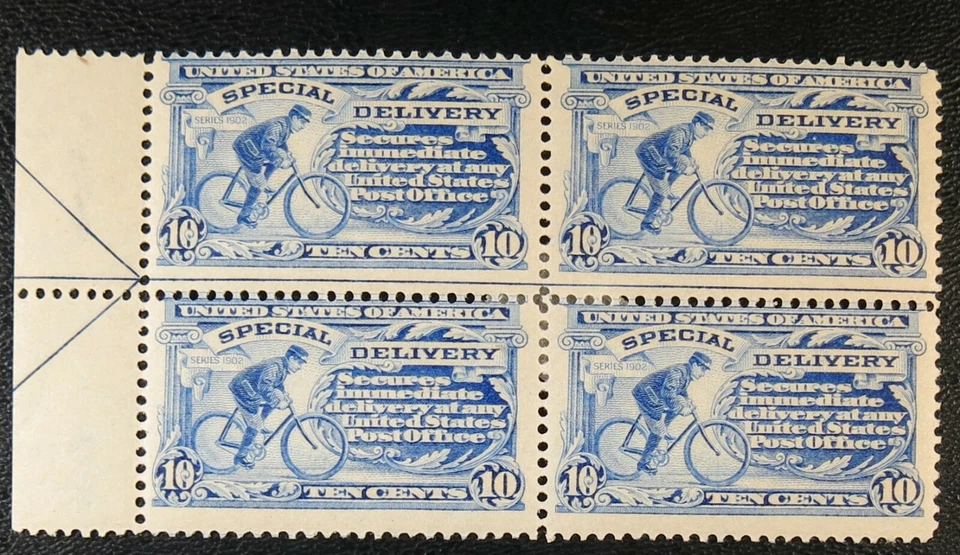 UNITED STATES OF AMERICA
SPECIAL
DELIVERY
SERIES 1902
Secures
immediate
delivery at any
United States
Post Office
10
TEN CENTS
10
UNITED STATES OF AMERICA
SPECIAL
DELIVERY
SERIES 1902
Secures
immediate
delivery at any
United States
Post Office
10
TEN CENTS
10
UNITED STATES OF AMERICA
SPECIAL
DELIVERY
SERIES 1902
Secures
immediate
delivery at any
United States
Post Office
10
TEN CENTS
10
UNITED STATES OF AMERICA
SPECIAL
DELIVERY
SERIES 1902
Secures
immediate
delivery at any
United States
Post Office
10
TEN CENTS
10